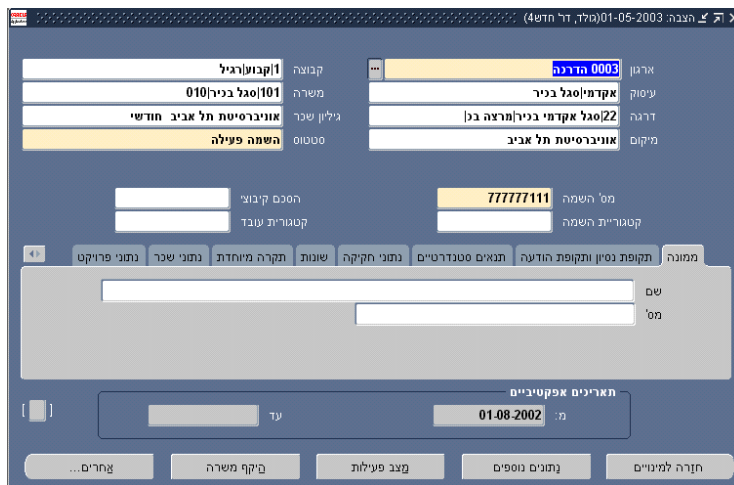 הצבה: 01-05-2003(גולד, דר' חדש4)
ארגון 0003 הדרנה ... קבוצה 1|קבוע|רגיל
עיסוק אקדמי|סגל בכיר משרה 101|סגל בכיר|010
דרגה 22|סגל אקדמי בכיר|מרצה בכ| גיליון שכר אוניברסיטת תל אביב חודשי
מיקום אוניברסיטת תל אביב סטטוס השמה פעילה
מס' השמה 777777111 הסכם קיבוצי
קטגוריית השמה קטגורית עובד
ממונה תקופת נסיון ותקופת הודעה תנאים סטנדרטיים נתוני חקיקה שונות תקרה מיוחדת נתוני שכר נתוני פרויקט
שם
מס'
תאריכים אפקטיביים
מ: 01-08-2002 עד [ ]
חזרה למינויים נתונים נוספים מצב פעילות היקף משרה אחרים...